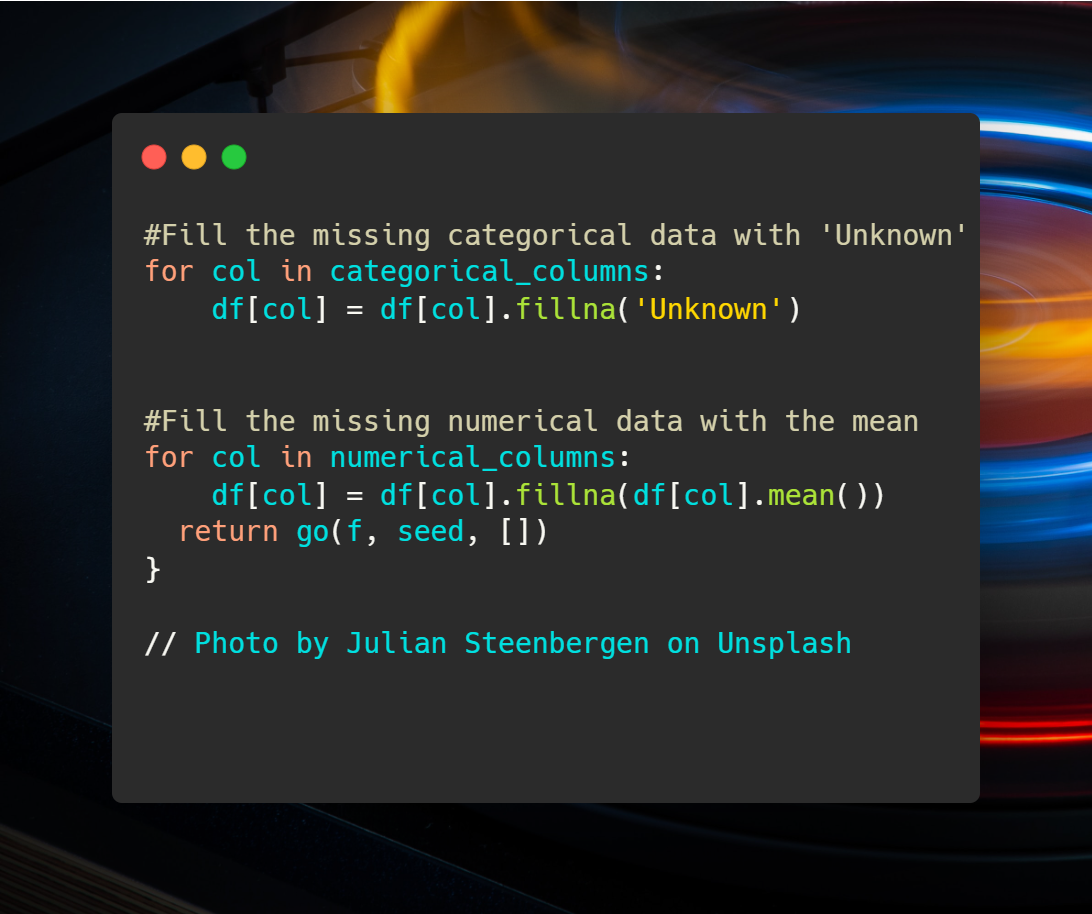 #Fill the missing categorical data with 'Unknown'
for col in categorical_columns:
    df[col] = df[col].fillna('Unknown')
#Fill the missing numerical data with the mean
for col in numerical_columns:
    df[col] = df[col].fillna(df[col].mean())
  return go(f, seed, [])
}
// Photo by Julian Steenbergen on Unsplash